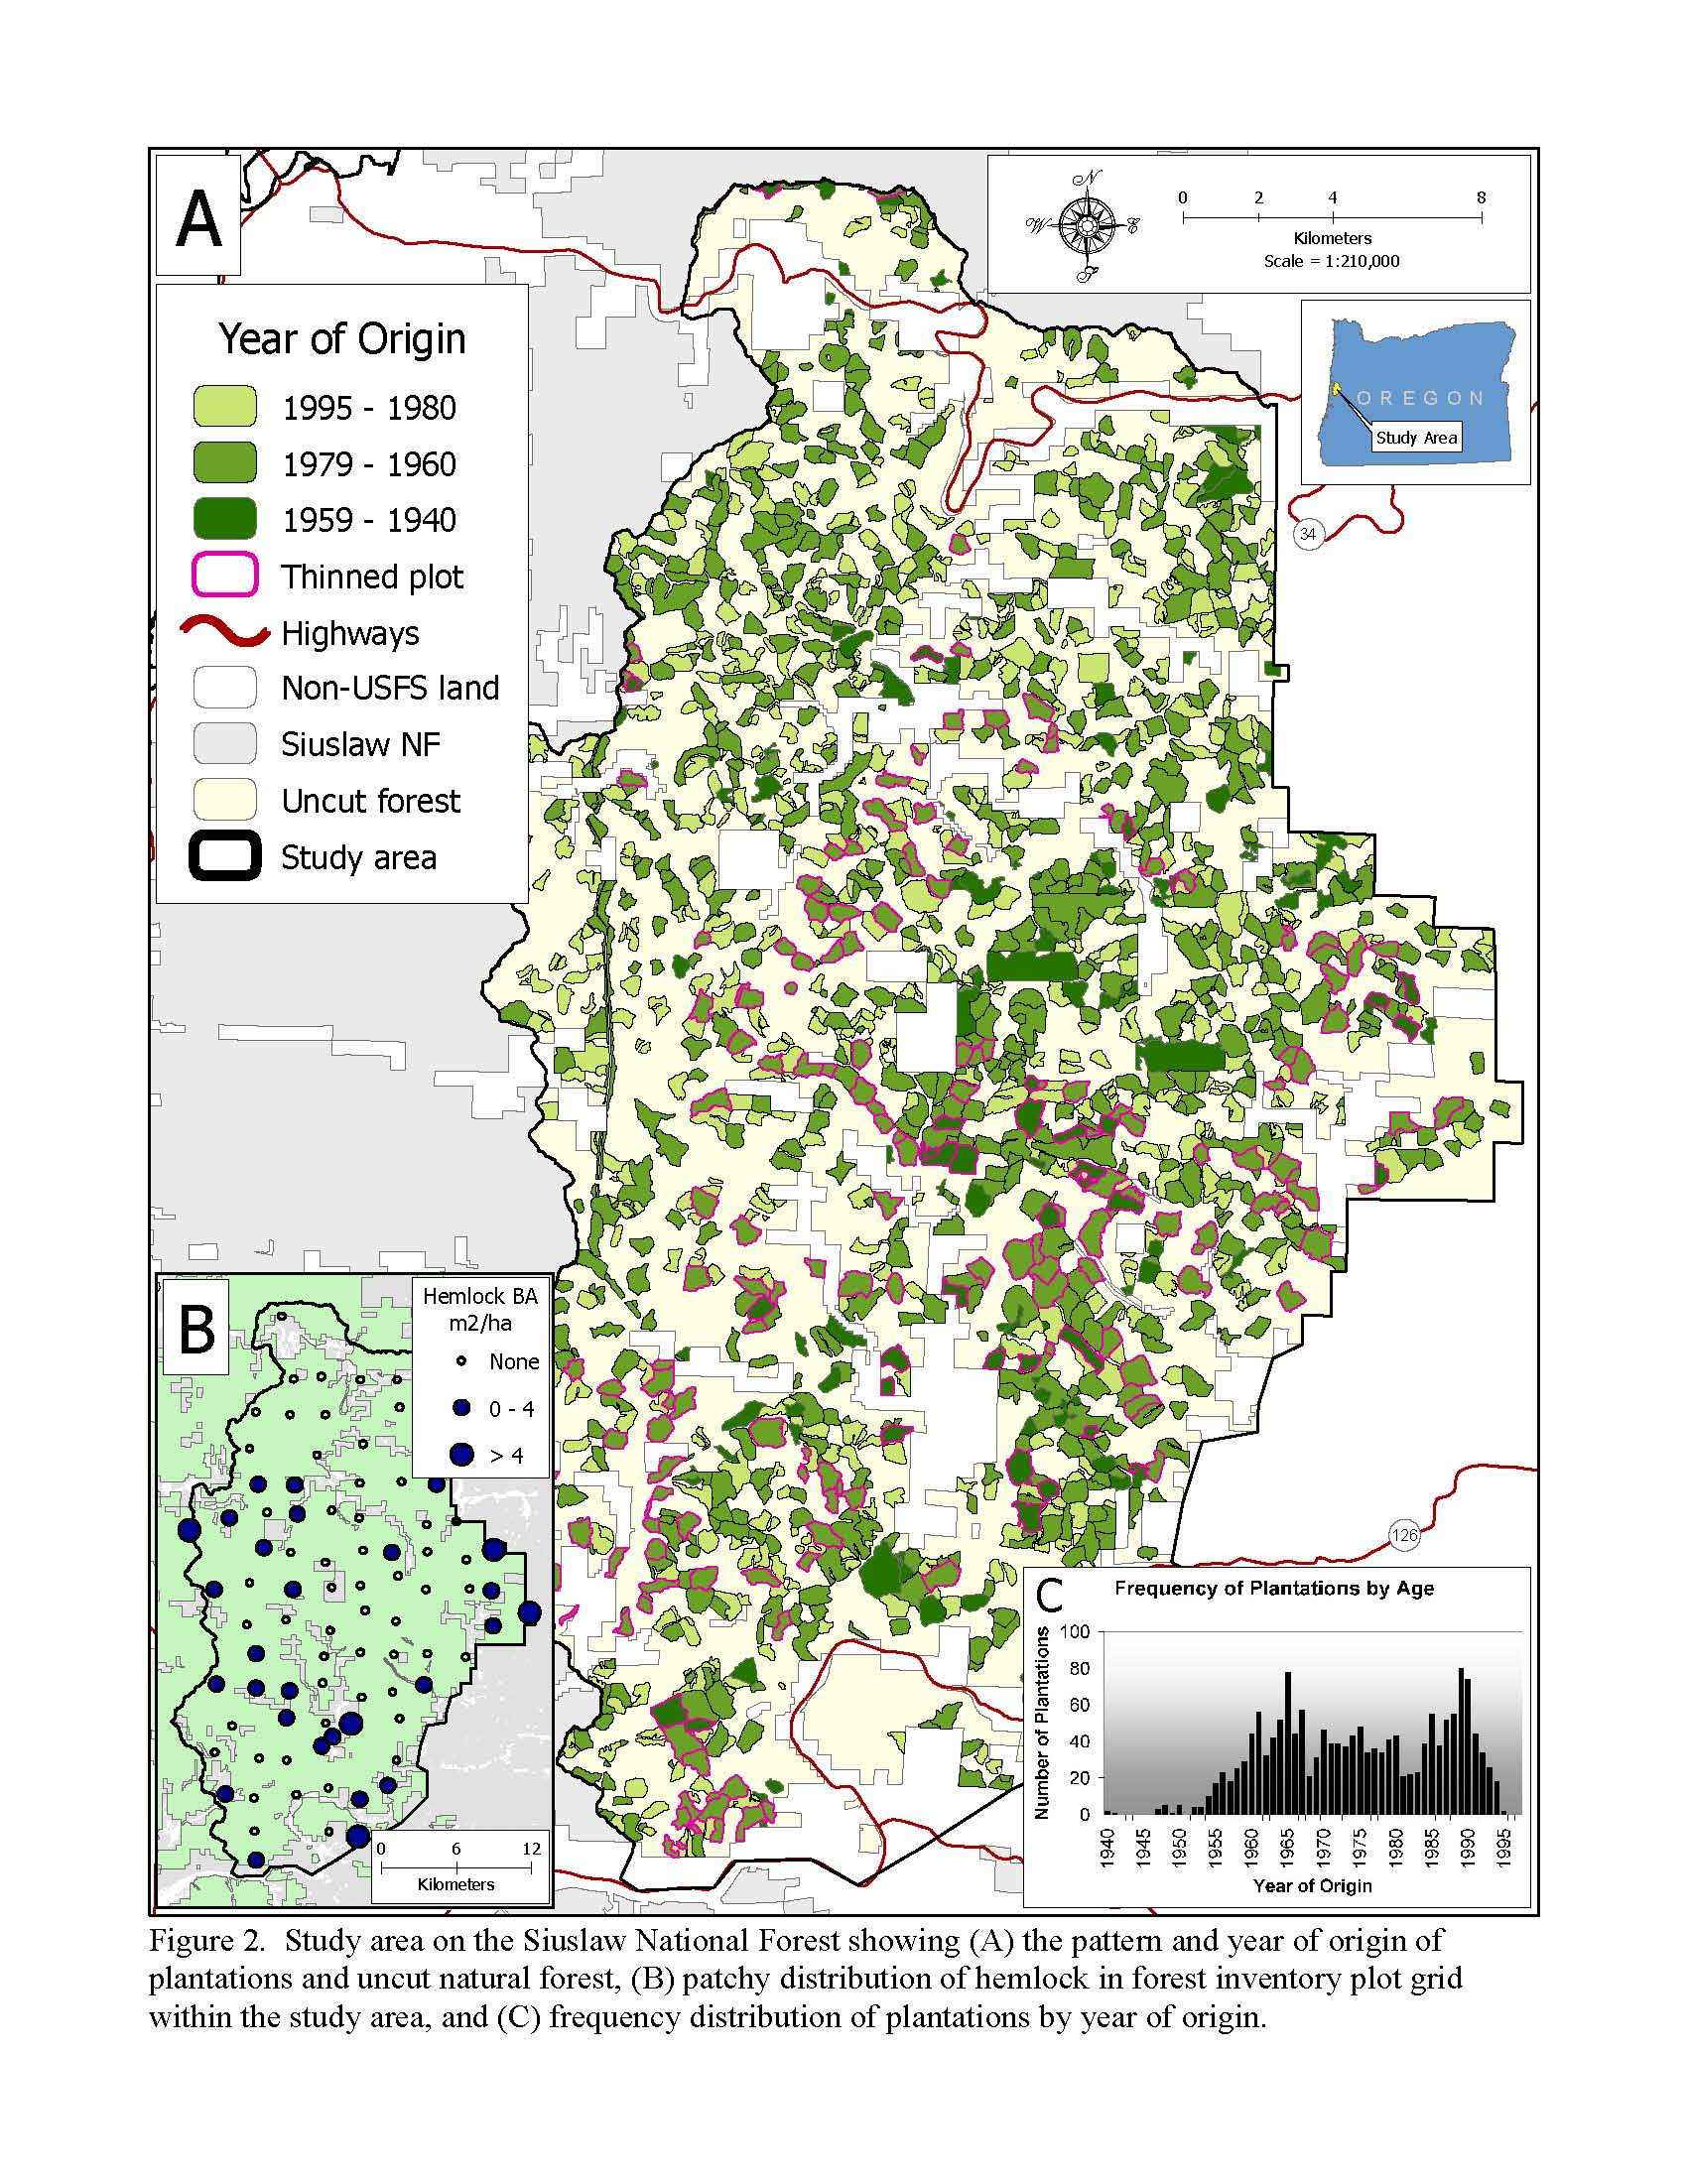 A
N
W
E
S
0 2 4 8
Kilometers
Scale = 1:210,000
Year of Origin
1995 - 1980
1979 - 1960
1959 - 1940
Thinned plot
Highways
Non-USFS land
Siuslaw NF
Uncut forest
Study area
OREGON
Study Area
34
126
B
Hemlock BA
m2/ha
None
0 - 4
> 4
0 6 12
Kilometers
C
Frequency of Plantations by Age
Number of Plantations
100
80
60
40
20
0
1940 1945 1950 1955 1960 1965 1970 1975 1980 1985 1990 1995
Year of Origin
Figure 2. Study area on the Siuslaw National Forest showing (A) the pattern and year of origin of
plantations and uncut natural forest, (B) patchy distribution of hemlock in forest inventory plot grid
within the study area, and (C) frequency distribution of plantations by year of origin.